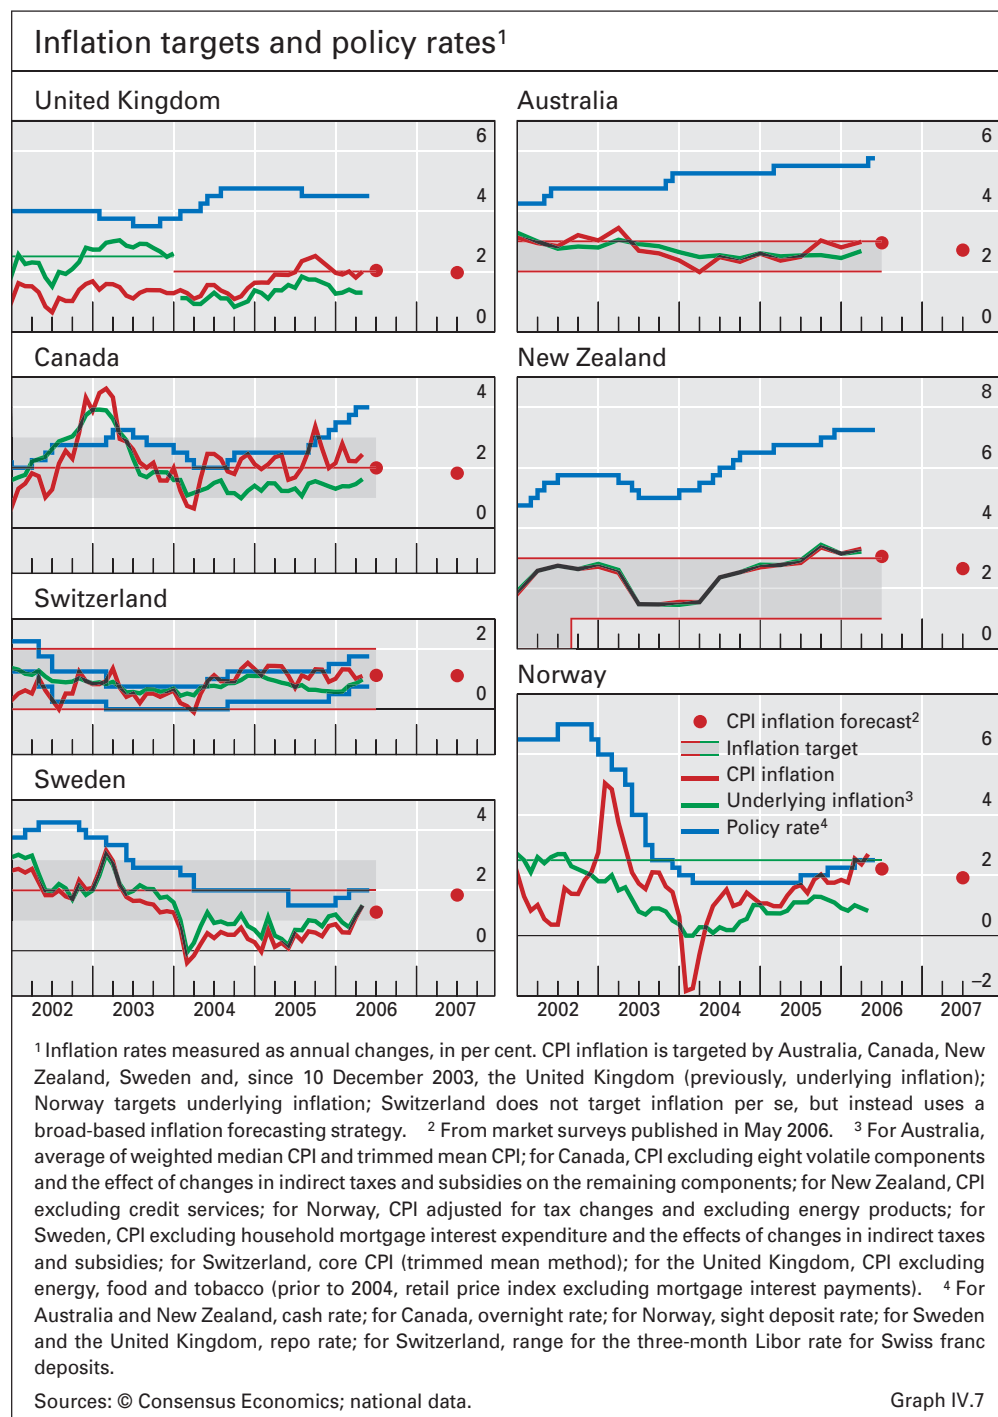 Inflation targets and policy rates¹
United Kingdom
6
4
2
0
Australia
6
4
2
0
Canada
4
2
0
New Zealand
8
6
4
2
0
Switzerland
2
0
Norway
6
4
2
0
–2
CPI inflation forecast²
Inflation target
CPI inflation
Underlying inflation³
Policy rate⁴
Sweden
4
2
0
2002 2003 2004 2005 2006 2007
2002 2003 2004 2005 2006 2007
¹ Inflation rates measured as annual changes, in per cent. CPI inflation is targeted by Australia, Canada, New
Zealand, Sweden and, since 10 December 2003, the United Kingdom (previously, underlying inflation);
Norway targets underlying inflation; Switzerland does not target inflation per se, but instead uses a
broad-based inflation forecasting strategy. ² From market surveys published in May 2006. ³ For Australia,
average of weighted median CPI and trimmed mean CPI; for Canada, CPI excluding eight volatile components
and the effect of changes in indirect taxes and subsidies on the remaining components; for New Zealand, CPI
excluding credit services; for Norway, CPI adjusted for tax changes and excluding energy products; for
Sweden, CPI excluding household mortgage interest expenditure and the effects of changes in indirect taxes
and subsidies; for Switzerland, core CPI (trimmed mean method); for the United Kingdom, CPI excluding
energy, food and tobacco (prior to 2004, retail price index excluding mortgage interest payments). ⁴ For
Australia and New Zealand, cash rate; for Canada, overnight rate; for Norway, sight deposit rate; for Sweden
and the United Kingdom, repo rate; for Switzerland, range for the three-month Libor rate for Swiss franc
deposits.
Sources: © Consensus Economics; national data.
Graph IV.7